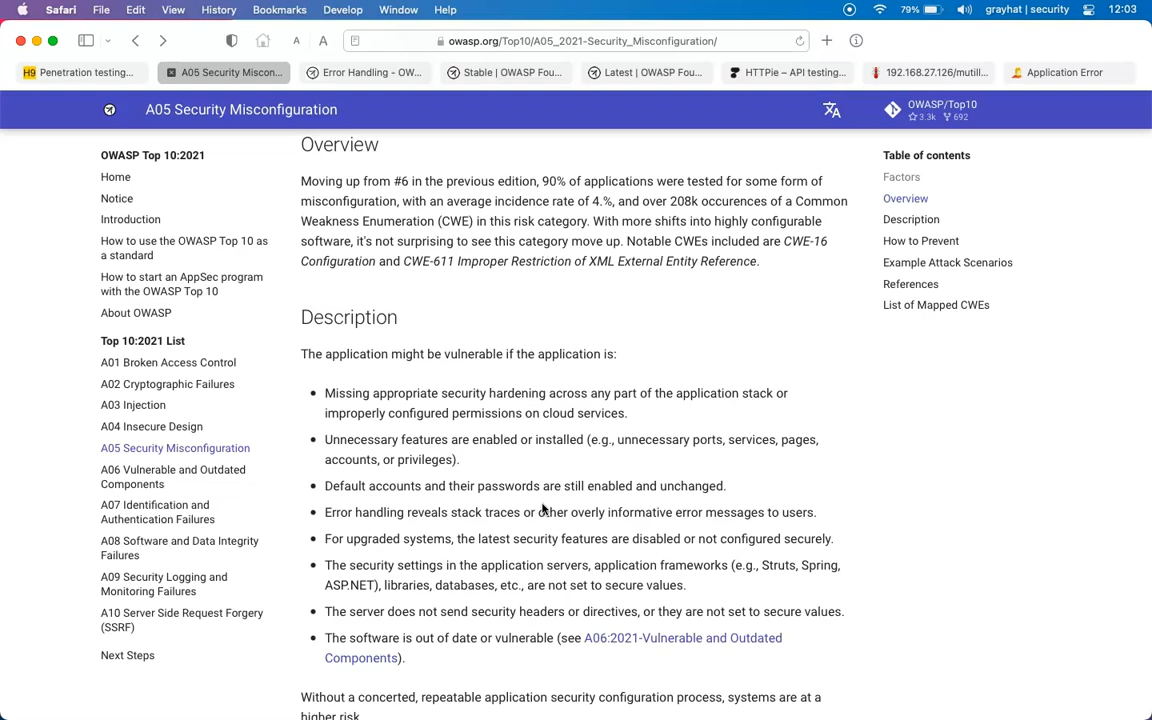 Safari File Edit View History Bookmarks Develop Window Help 79% grayhat | security 12:03
A A owasp.org/Top10/A05_2021-Security_Misconfiguration/
H9 Penetration testing... A05 Security Miscon... Error Handling - OW... Stable | OWASP Fou... Latest | OWASP Fou... HTTPie – API testing... 192.168.27.126/mutill... Application Error
A05 Security Misconfiguration
OWASP/Top10
3.3k 692
OWASP Top 10:2021
Home
Notice
Introduction
How to use the OWASP Top 10 as
a standard
How to start an AppSec program
with the OWASP Top 10
About OWASP
Top 10:2021 List
A01 Broken Access Control
A02 Cryptographic Failures
A03 Injection
A04 Insecure Design
A05 Security Misconfiguration
A06 Vulnerable and Outdated
Components
A07 Identification and
Authentication Failures
A08 Software and Data Integrity
Failures
A09 Security Logging and
Monitoring Failures
A10 Server Side Request Forgery
(SSRF)
Next Steps
Overview
Moving up from #6 in the previous edition, 90% of applications were tested for some form of
misconfiguration, with an average incidence rate of 4.%, and over 208k occurences of a Common
Weakness Enumeration (CWE) in this risk category. With more shifts into highly configurable
software, it's not surprising to see this category move up. Notable CWEs included are CWE-16
Configuration and CWE-611 Improper Restriction of XML External Entity Reference.
Description
The application might be vulnerable if the application is:
• Missing appropriate security hardening across any part of the application stack or
improperly configured permissions on cloud services.
• Unnecessary features are enabled or installed (e.g., unnecessary ports, services, pages,
accounts, or privileges).
• Default accounts and their passwords are still enabled and unchanged.
• Error handling reveals stack traces or other overly informative error messages to users.
• For upgraded systems, the latest security features are disabled or not configured securely.
• The security settings in the application servers, application frameworks (e.g., Struts, Spring,
ASP.NET), libraries, databases, etc., are not set to secure values.
• The server does not send security headers or directives, or they are not set to secure values.
• The software is out of date or vulnerable (see A06:2021-Vulnerable and Outdated
Components).
Without a concerted, repeatable application security configuration process, systems are at a
higher risk.
Table of contents
Factors
Overview
Description
How to Prevent
Example Attack Scenarios
References
List of Mapped CWEs